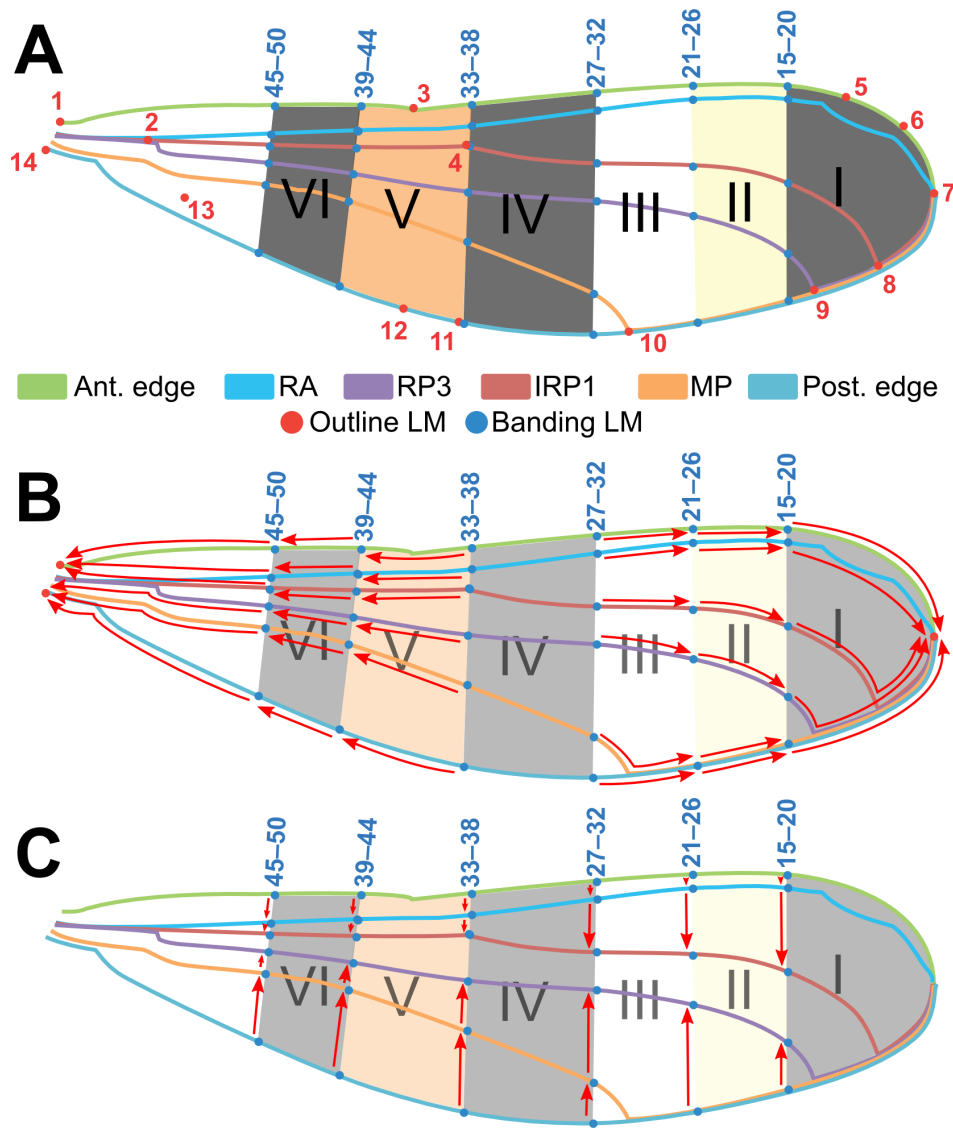 A
45–50
39–44
33–38
27–32
21–26
15–20
1
2
3
4
5
6
7
8
9
10
11
12
13
14
VI
V
IV
III
II
I
Ant. edge RA RP3 IRP1 MP Post. edge
Outline LM Banding LM
B
45–50
39–44
33–38
27–32
21–26
15–20
VI
V
IV
III
II
I
C
45–50
39–44
33–38
27–32
21–26
15–20
VI
V
IV
III
II
I